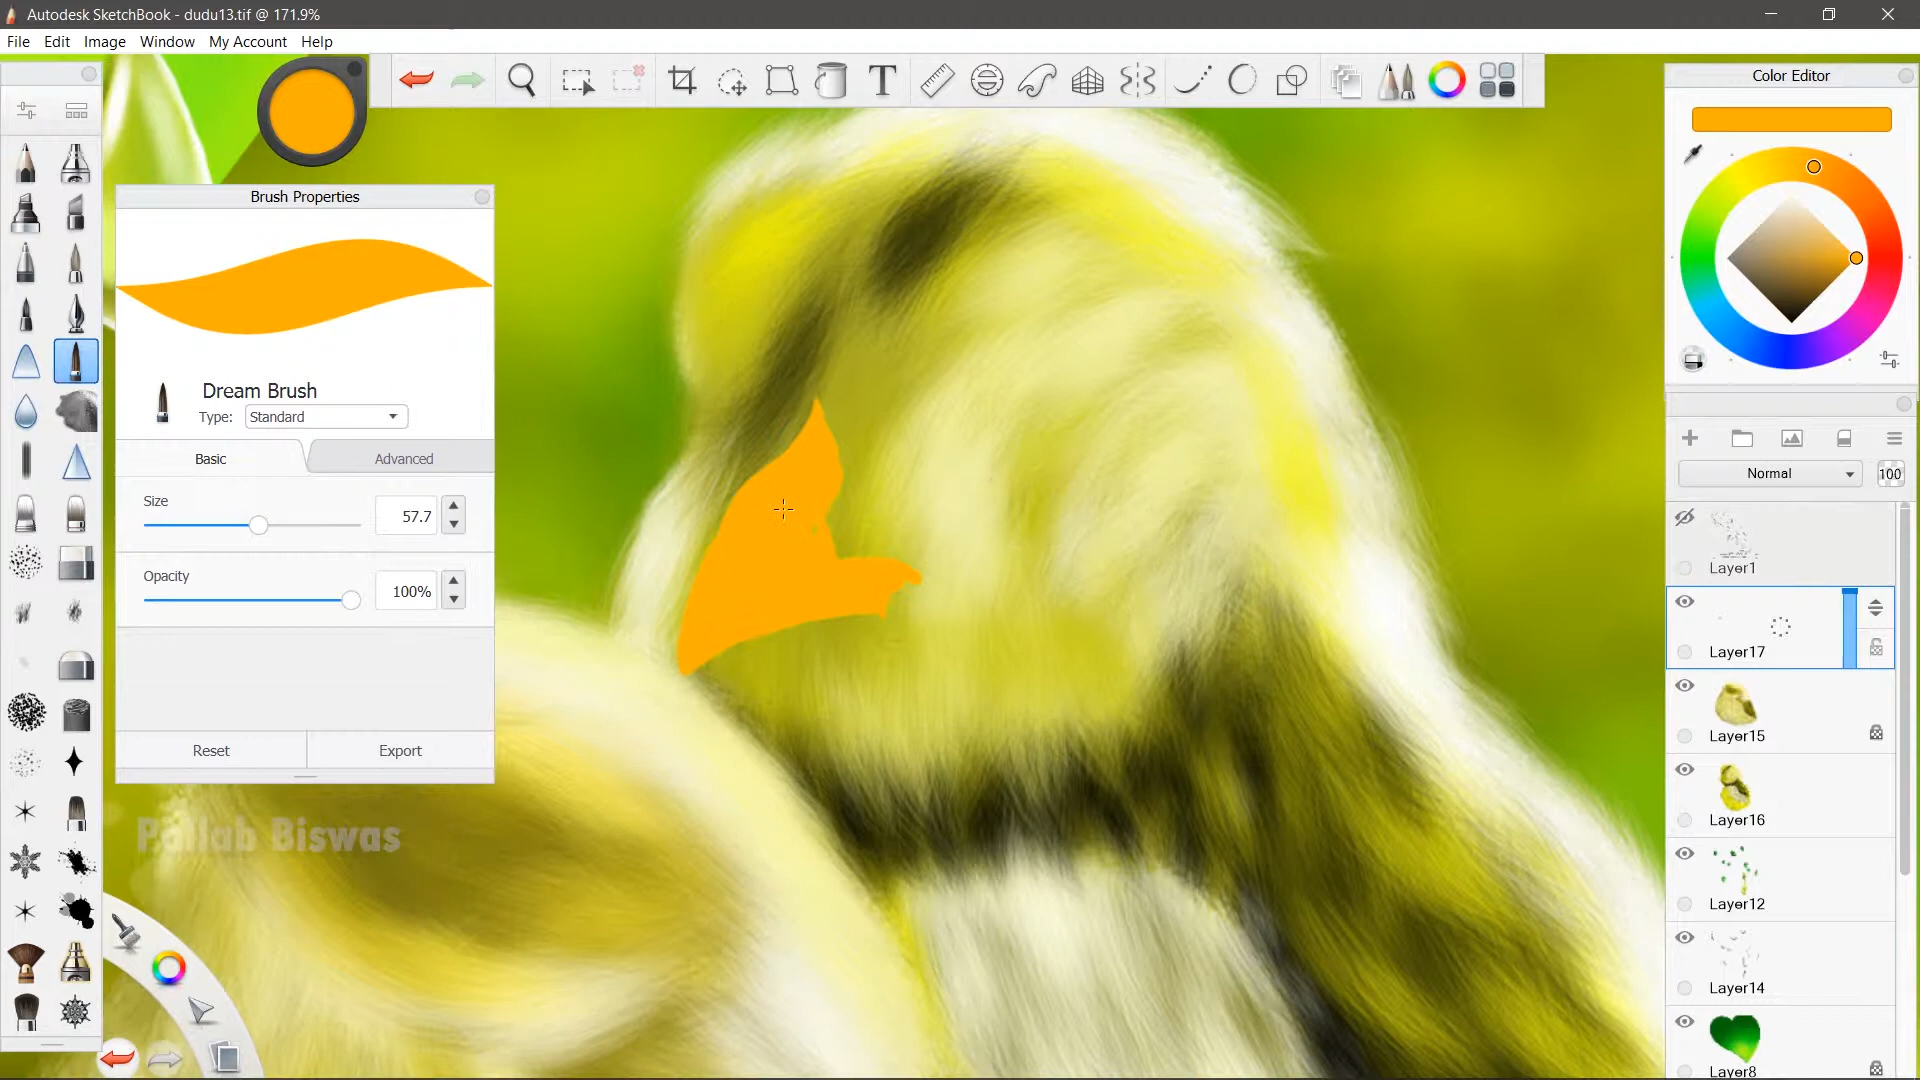 Autodesk SketchBook - dudu13.tif @ 171.9%
File Edit Image Window My Account Help
T
Color Editor
Brush Properties
Dream Brush
Type: Standard
Basic Advanced
Size
57.7
Opacity
100%
Reset Export
Normal 100
Layer1
Layer17
Layer15
Layer16
Layer12
Layer14
Layer8
Pallab Biswas